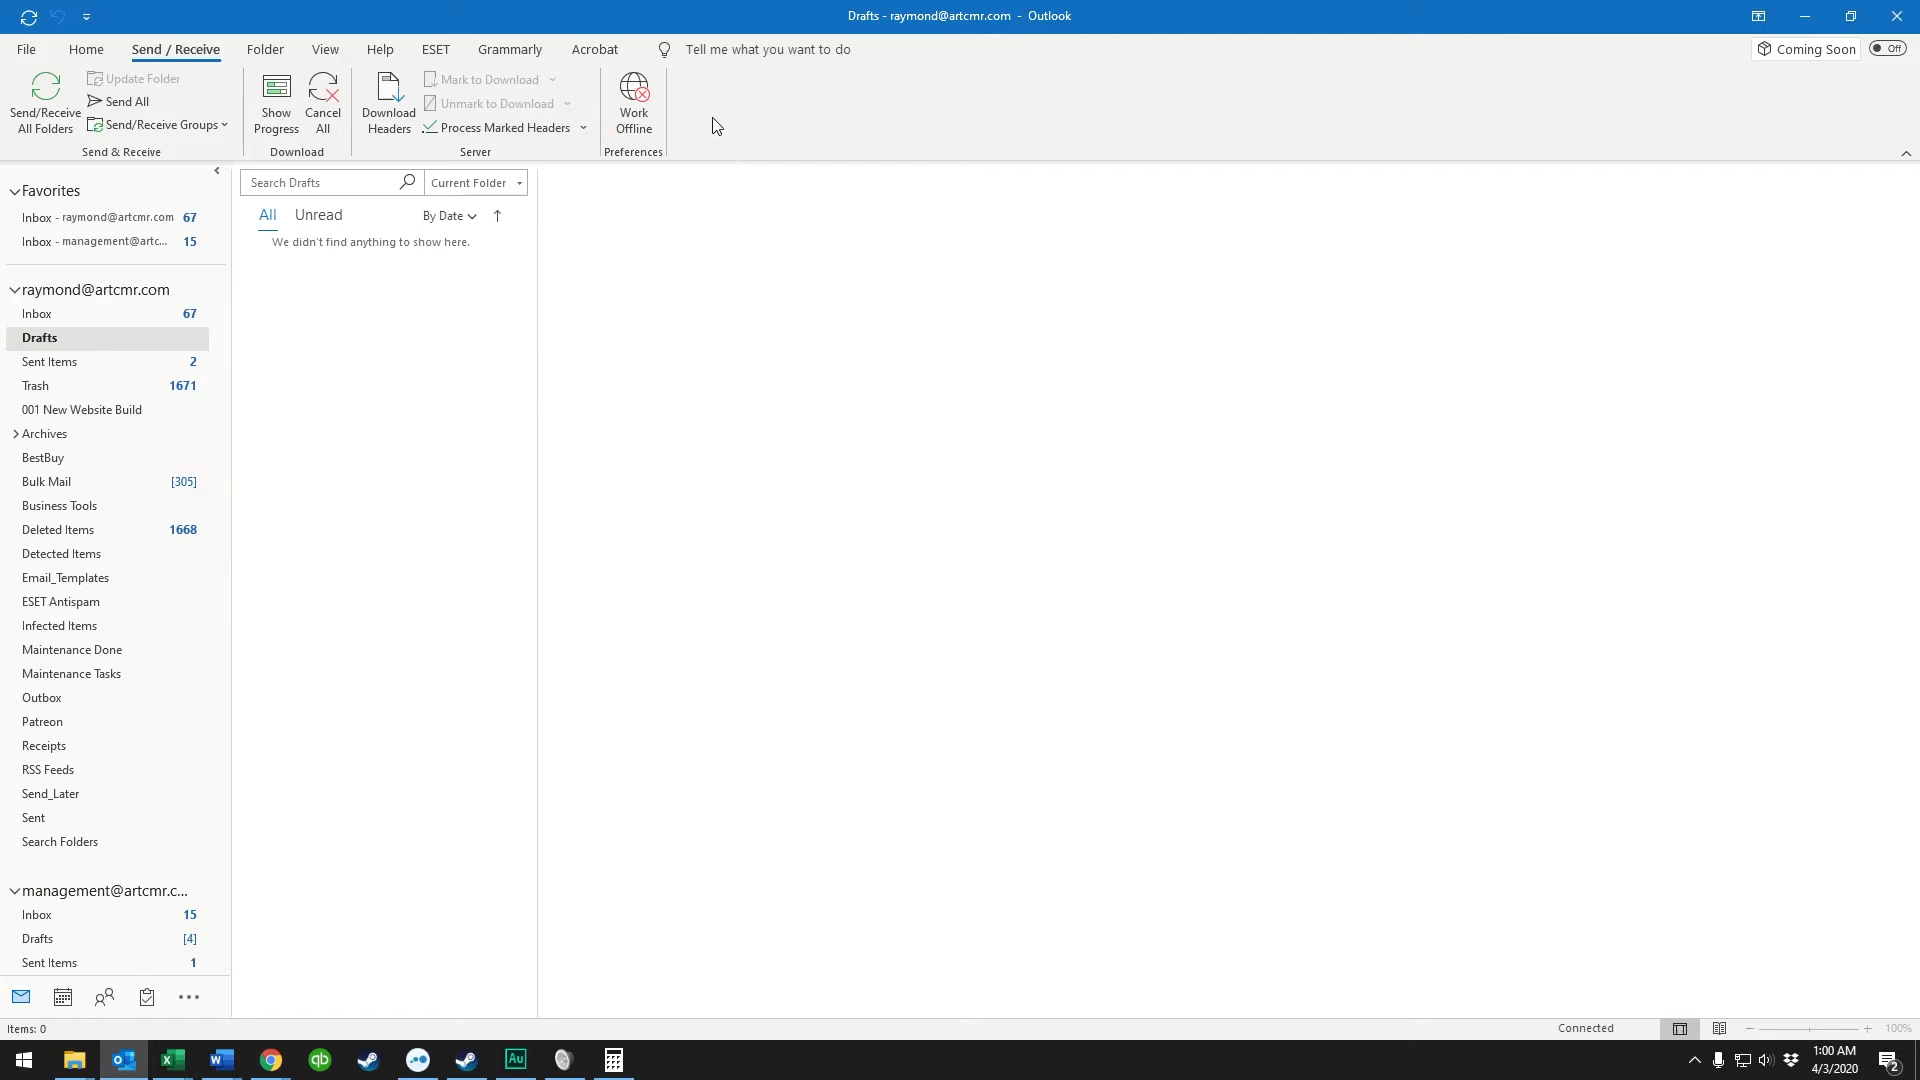 Drafts - raymond@artcmr.com - Outlook
File Home Send / Receive Folder View Help ESET Grammarly Acrobat Tell me what you want to do
Coming Soon Off
Send/Receive All Folders
Update Folder
Send All
Send/Receive Groups
Send & Receive
Show Progress
Cancel All
Download
Download Headers
Mark to Download
Unmark to Download
Process Marked Headers
Server
Work Offline
Preferences
Favorites
Inbox - raymond@artcmr.com 67
Inbox - management@artc... 15
raymond@artcmr.com
Inbox 67
Drafts
Sent Items 2
Trash 1671
001 New Website Build
Archives
BestBuy
Bulk Mail [305]
Business Tools
Deleted Items 1668
Detected Items
Email_Templates
ESET Antispam
Infected Items
Maintenance Done
Maintenance Tasks
Outbox
Patreon
Receipts
RSS Feeds
Send_Later
Sent
Search Folders
management@artcmr.c...
Inbox 15
Drafts [4]
Sent Items 1
Search Drafts Current Folder
All Unread By Date
We didn't find anything to show here.
Items: 0
Connected
100%
qb
Au
1:00 AM
4/3/2020
2